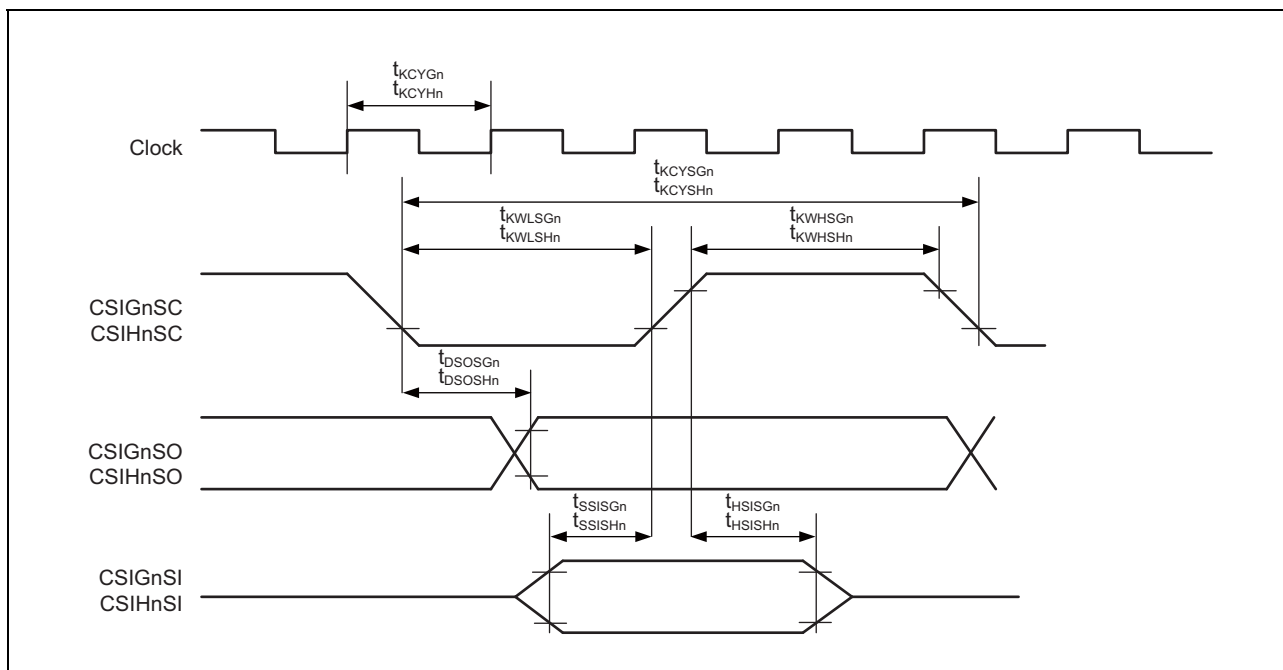 tKCYGn
tKCYHn
Clock
tKCYSGn
tKCYSHn
tKWLSGn
tKWLSHn
tKWHSGn
tKWHSHn
CSIGnSC
CSIHnSC
tDSOSGn
tDSOSHn
CSIGnSO
CSIHnSO
tSSISGn
tSSISHn
tHSISGn
tHSISHn
CSIGnSI
CSIHnSI